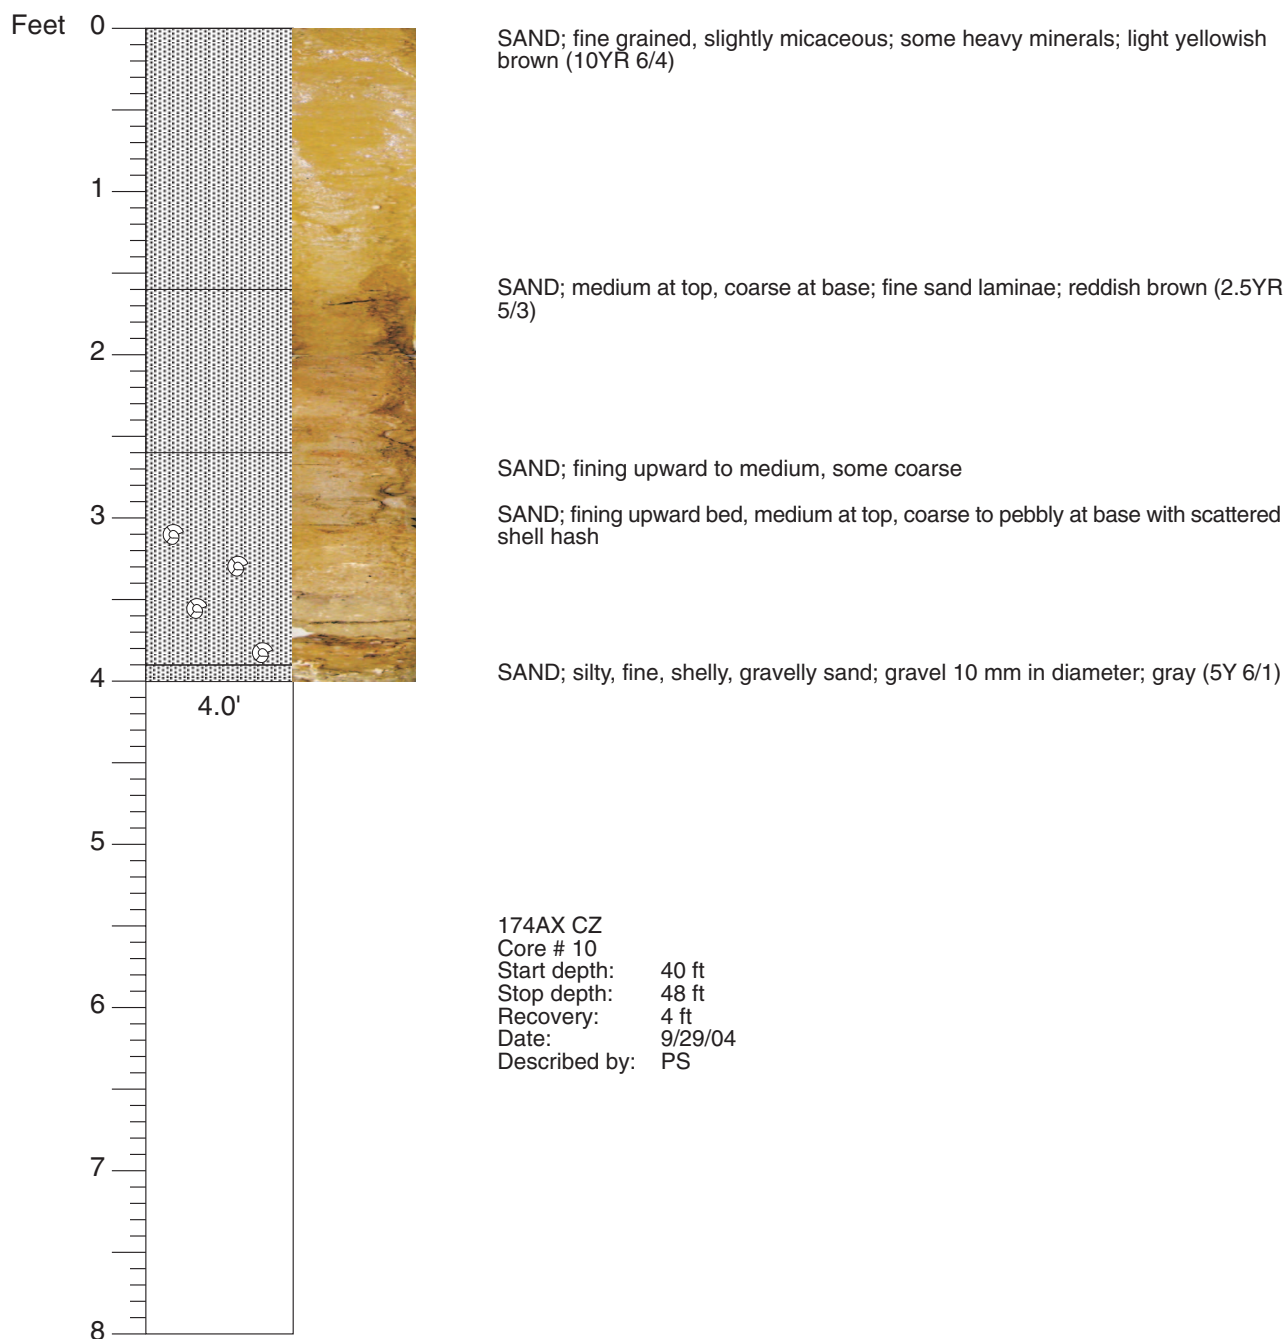 Feet 0
SAND; fine grained, slightly micaceous; some heavy minerals; light yellowish
brown (10YR 6/4)
1
SAND; medium at top, coarse at base; fine sand laminae; reddish brown (2.5YR
5/3)
2
SAND; fining upward to medium, some coarse
3
SAND; fining upward bed, medium at top, coarse to pebbly at base with scattered
shell hash
4
SAND; silty, fine, shelly, gravelly sand; gravel 10 mm in diameter; gray (5Y 6/1)
4.0'
5
174AX CZ
Core # 10
Start depth: 40 ft
Stop depth: 48 ft
6
Recovery: 4 ft
Date: 9/29/04
Described by: PS
7
8